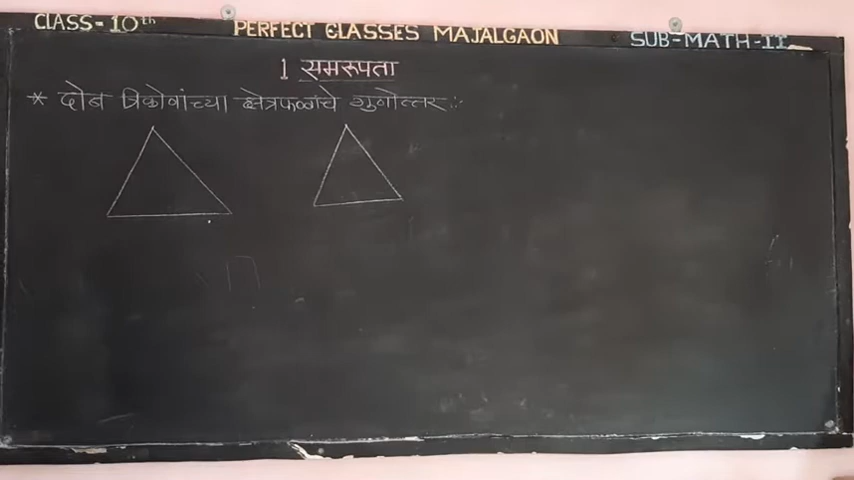 CLASS-10th PERFECT CLASSES MAJALGAON SUB-MATH-II
1 समरूपता
* दोन त्रिकोणांच्या क्षेत्रफळांचे गुणोत्तर :-